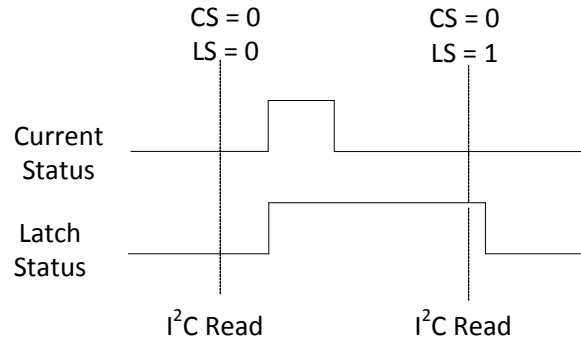 CS = 0
LS = 0
CS = 0
LS = 1
Current
Status
Latch
Status
I²C Read
I²C Read